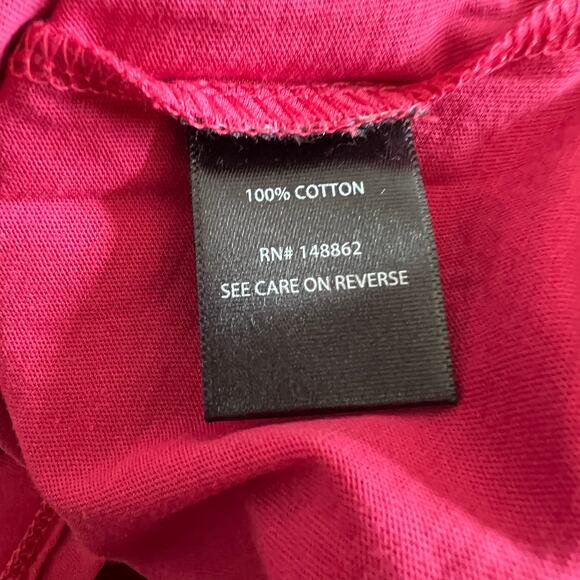 100% COTTON
RN# 148862
SEE CARE ON REVERSE